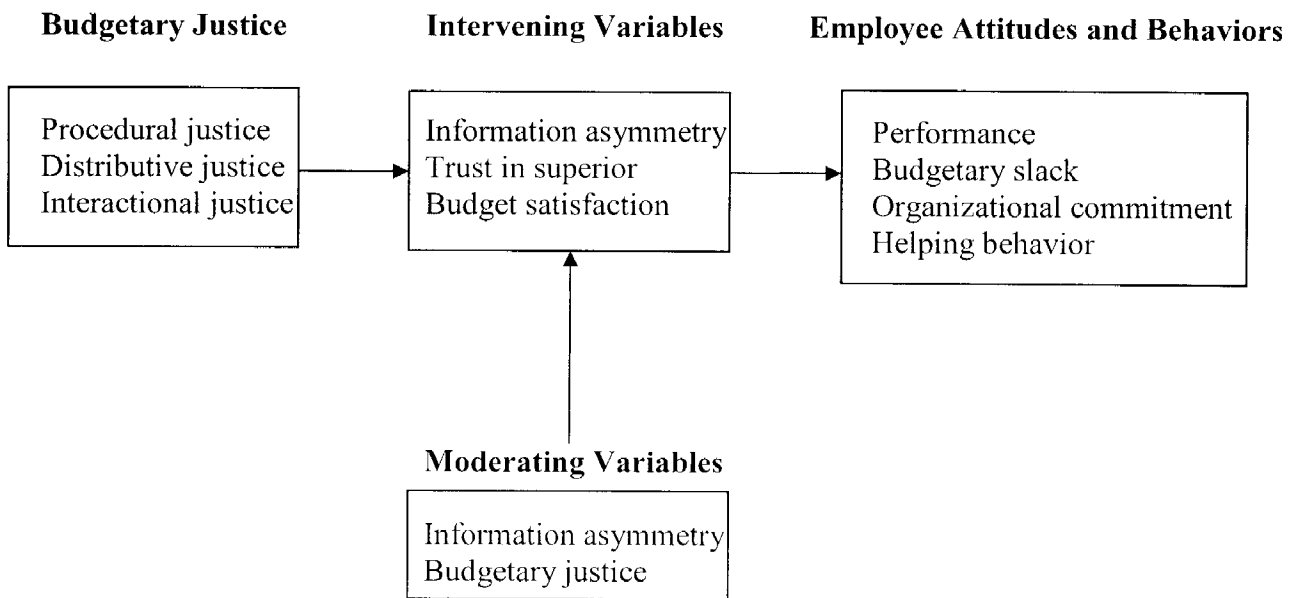 Budgetary Justice
Procedural justice
Distributive justice
Interactional justice
Intervening Variables
Information asymmetry
Trust in superior
Budget satisfaction
Employee Attitudes and Behaviors
Performance
Budgetary slack
Organizational commitment
Helping behavior
Moderating Variables
Information asymmetry
Budgetary justice